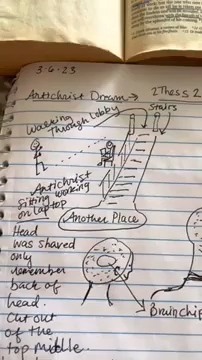 3-6-23
Antichrist Dream → 2Thess 2
Stairs
Walking
Through Lobby
Antichrist
Sitting working
on laptop
Another Place
Head
was shaved
only
remember
back of
head.
Cut out
of the
top middle.
Brainchip